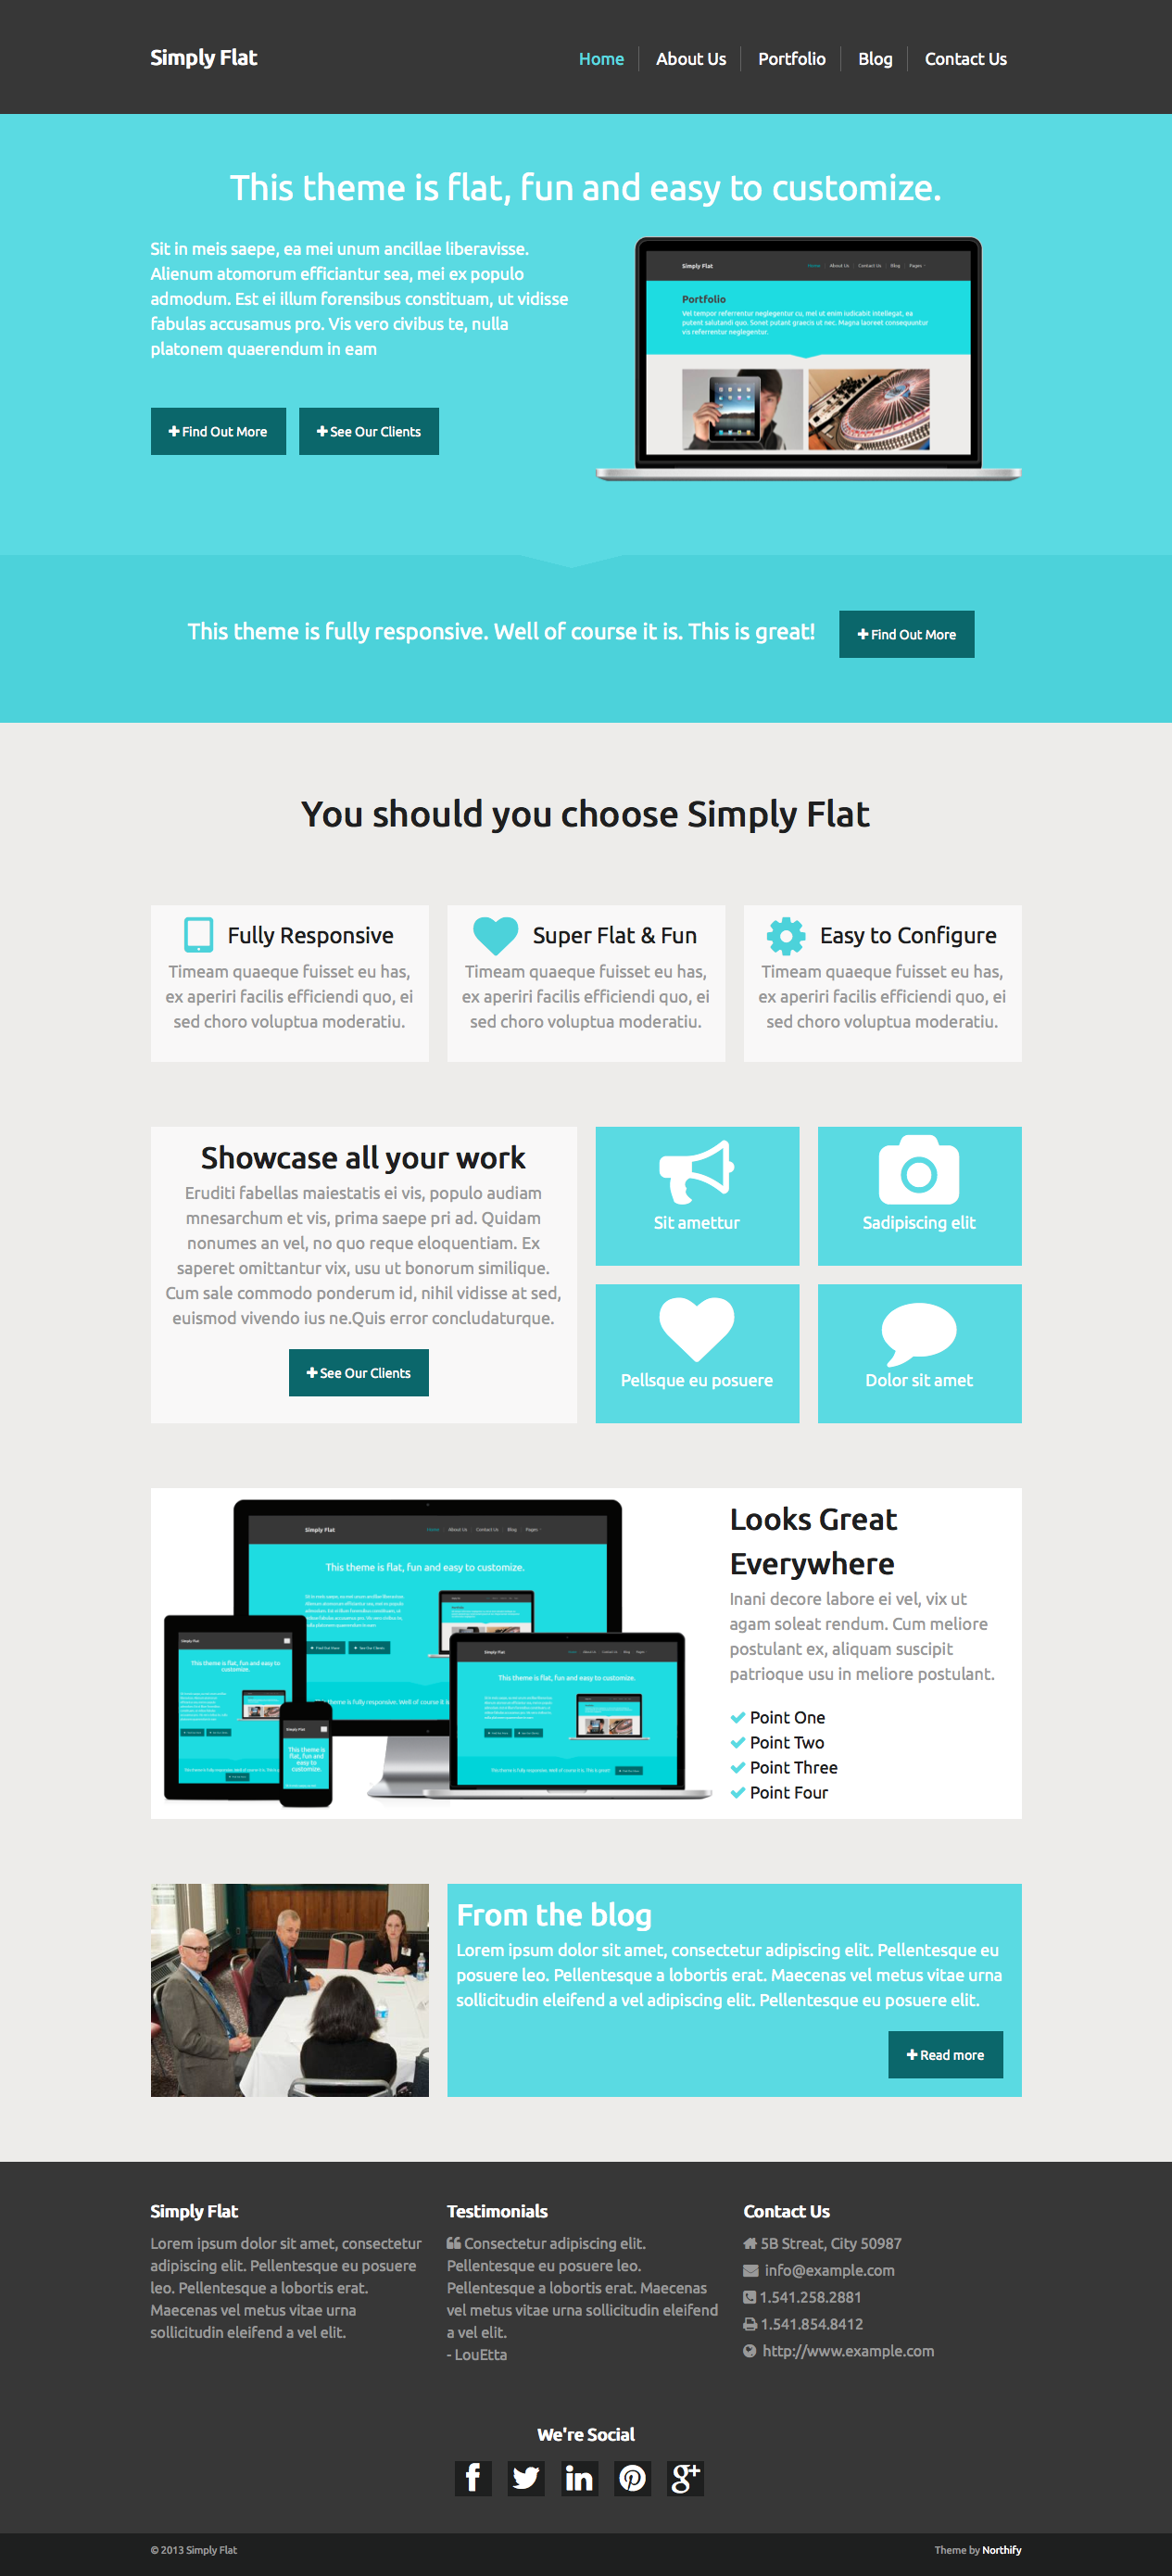 Simply Flat
Home
About Us
Portfolio
Blog
Contact Us
This theme is flat, fun and easy to customize.
Sit in meis saepe, ea mei unum ancillae liberavisse.
Alienum atomorum efficiantur sea, mei ex populo
admodum. Est ei illum forensibus constituam, ut vidisse
fabulas accusamus pro. Vis vero civibus te, nulla
platonem quaerendum in eam
Find Out More
See Our Clients
Simply Flat
Home
About Us
Contact Us
Blog
Pages
Portfolio
Vel tempor referrentur neglegentur cu, mel ut enim iudicabit intellegat, ea
putent salutandi quo. Sonet putant graecis ut nec. Magna laoreet consequuntur
vis referrentur neglegentur.
This theme is fully responsive. Well of course it is. This is great!
Find Out More
You should you choose Simply Flat
Fully Responsive
Timeam quaeque fuisset eu has,
ex aperiri facilis efficiendi quo, ei
sed choro voluptua moderatiu.
Super Flat & Fun
Timeam quaeque fuisset eu has,
ex aperiri facilis efficiendi quo, ei
sed choro voluptua moderatiu.
Easy to Configure
Timeam quaeque fuisset eu has,
ex aperiri facilis efficiendi quo, ei
sed choro voluptua moderatiu.
Showcase all your work
Eruditi fabellas maiestatis ei vis, populo audiam
mnesarchum et vis, prima saepe pri ad. Quidam
nonumes an vel, no quo reque eloquentiam. Ex
saperet omittantur vix, usu ut bonorum similique.
Cum sale commodo ponderum id, nihil vidisse at sed,
euismod vivendo ius ne.Quis error concludaturque.
See Our Clients
Sit amettur
Sadipiscing elit
Pellsque eu posuere
Dolor sit amet
Simply Flat
Home
About Us
Contact Us
Blog
Pages
This theme is flat, fun and easy to customize.
Simply Flat
This theme is flat, fun and easy to
customize.
Simply Flat
This theme is
flat, fun and
easy to
customize.
Simply Flat
This theme is flat, fun and easy to customize.
This theme is fully responsive. Well of course it is. This is great!
Looks Great
Everywhere
Inani decore labore ei vel, vix ut
agam soleat rendum. Cum meliore
postulant ex, aliquam suscipit
patrioque usu in meliore postulant.
Point One
Point Two
Point Three
Point Four
From the blog
Lorem ipsum dolor sit amet, consectetur adipiscing elit. Pellentesque eu
posuere leo. Pellentesque a lobortis erat. Maecenas vel metus vitae urna
sollicitudin eleifend a vel adipiscing elit. Pellentesque eu posuere elit.
Read more
Simply Flat
Lorem ipsum dolor sit amet, consectetur
adipiscing elit. Pellentesque eu posuere
leo. Pellentesque a lobortis erat.
Maecenas vel metus vitae urna
sollicitudin eleifend a vel elit.
Testimonials
Consectetur adipiscing elit.
Pellentesque eu posuere leo.
Pellentesque a lobortis erat. Maecenas
vel metus vitae urna sollicitudin eleifend
a vel elit.
- LouEtta
Contact Us
5B Streat, City 50987
info@example.com
1.541.258.2881
1.541.854.8412
http://www.example.com
We're Social
© 2013 Simply Flat
Theme by Northify